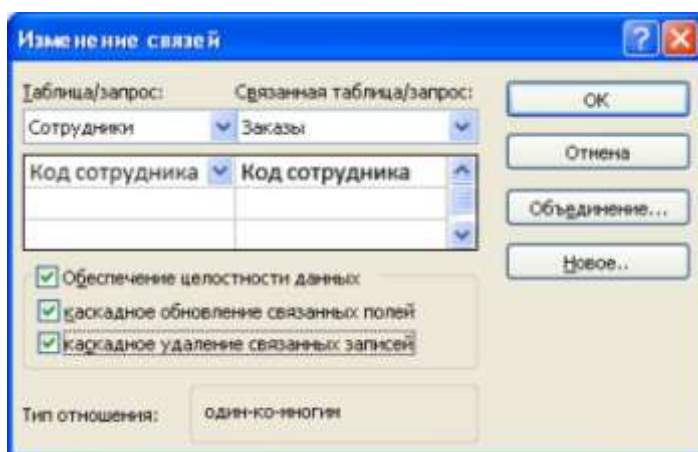 Изменение связей
Таблица/запрос: Связанная таблица/запрос:
Сотрудники Заказы
Код сотрудника Код сотрудника
Обеспечение целостности данных
каскадное обновление связанных полей
каскадное удаление связанных записей
Тип отношения: один-ко-многим
ОК
Отмена
Объединение...
Новое..